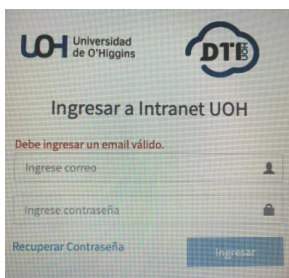 UOH Universidad
de O'Higgins
DTI
Ingresar a Intranet UOH
Debe ingresar un email válido.
Ingrese correo
Ingrese contraseña
Recuperar Contraseña
Ingresar